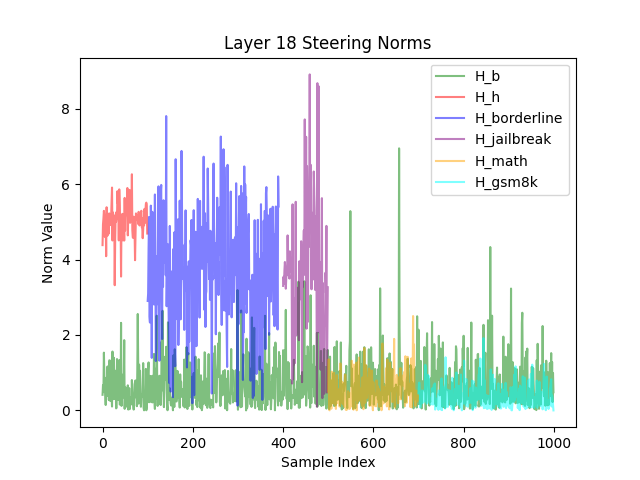 Layer 18 Steering Norms
H_b
H_h
H_borderline
H_jailbreak
H_math
H_gsm8k
Norm Value
8
6
4
2
0
0 200 400 600 800 1000
Sample Index